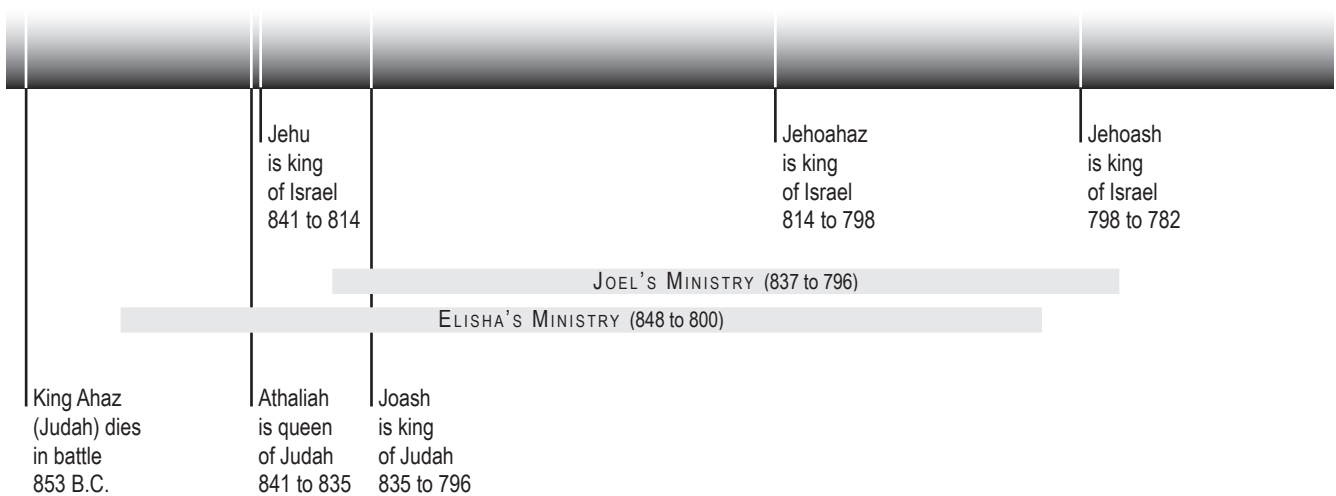 Jehu
is king
of Israel
841 to 814
Jehoahaz
is king
of Israel
814 to 798
Jehoash
is king
of Israel
798 to 782
JOEL'S MINISTRY (837 to 796)
ELISHA'S MINISTRY (848 to 800)
King Ahaz
(Judah) dies
in battle
853 B.C.
Athaliah
is queen
of Judah
841 to 835
Joash
is king
of Judah
835 to 796